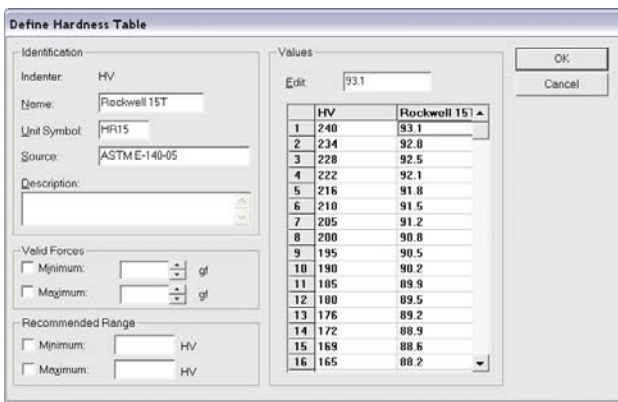 Define Hardness Table
Identification
Indenter: HV
Name: Rockwell 15T
Unit Symbol: HR15
Source: ASTM E-140-05
Description:
Valid Forces
Minimum: gf
Maximum: gf
Recommended Range
Minimum: HV
Maximum: HV
Values
Edit: 93.1
HV Rockwell 15T
1 240 93.1
2 234 92.8
3 228 92.5
4 222 92.1
5 216 91.8
6 210 91.5
7 205 91.2
8 200 90.8
9 195 90.5
10 190 90.2
11 185 89.9
12 180 89.5
13 176 89.2
14 172 88.9
15 169 88.6
16 165 88.2
OK
Cancel